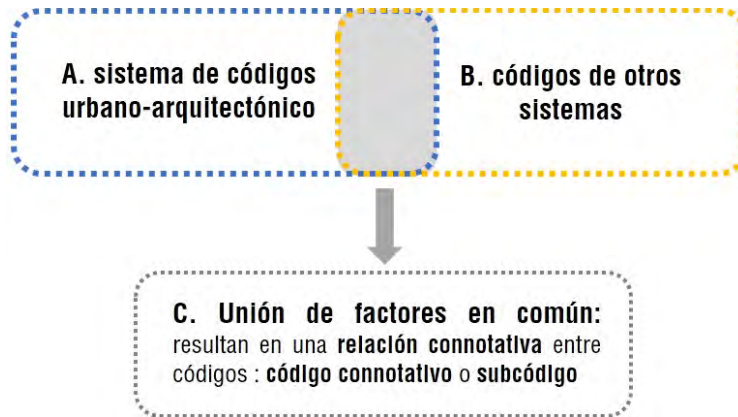 A. sistema de códigos
urbano-arquitectónico
B. códigos de otros
sistemas
C. Unión de factores en común:
resultan en una relación connotativa entre
códigos : código connotativo o subcódigo